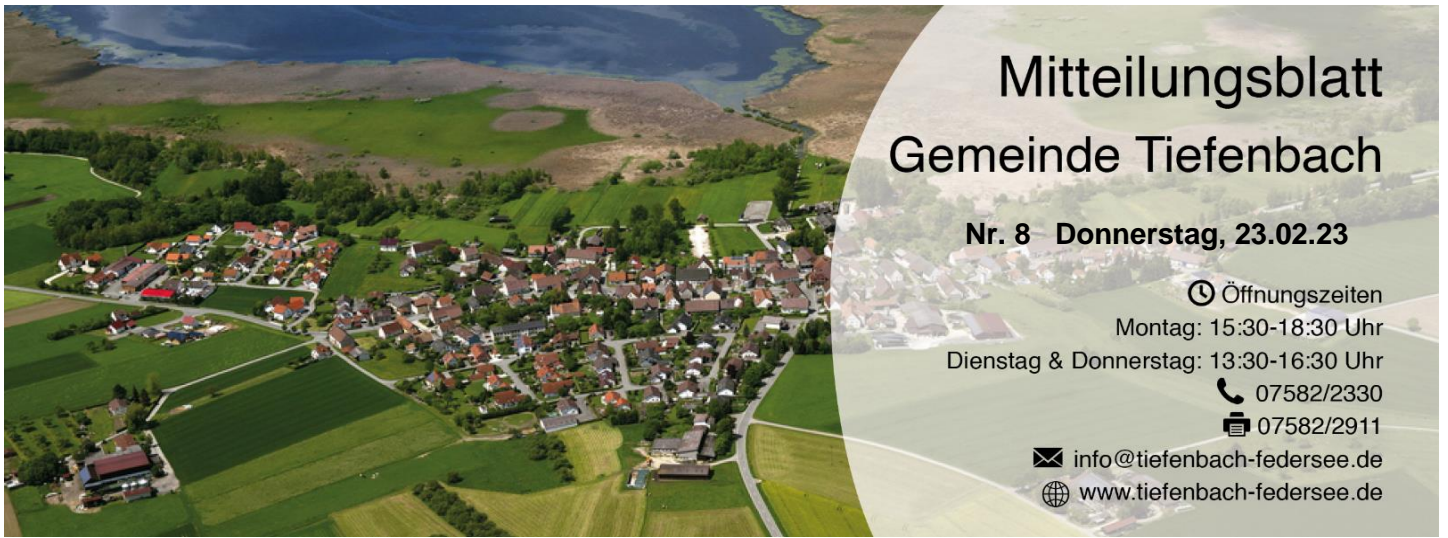 Mitteilungsblatt
Gemeinde Tiefenbach
Nr. 8 Donnerstag, 23.02.23
Öffnungszeiten
Montag: 15:30-18:30 Uhr
Dienstag & Donnerstag: 13:30-16:30 Uhr
07582/2330
07582/2911
info@tiefenbach-federsee.de
www.tiefenbach-federsee.de